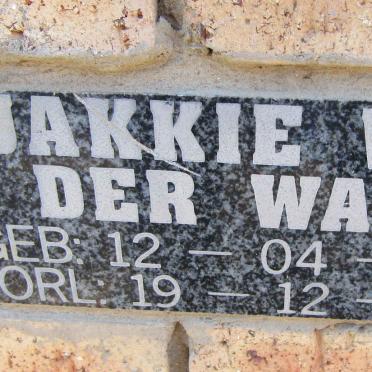 JAKKIE
DER WA
GEB: 12 — 04 —
ORL: 19 — 12 —